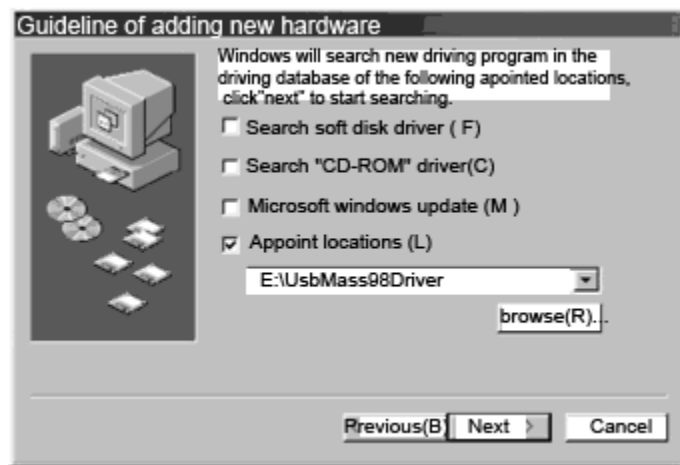 Guideline of adding new hardware
Windows will search new driving program in the
driving database of the following apointed locations,
click"next" to start searching.
Search soft disk driver ( F)
Search "CD-ROM" driver(C)
Microsoft windows update (M )
Appoint locations (L)
E:\UsbMass98Driver
browse(R)...
Previous(B) Next > Cancel